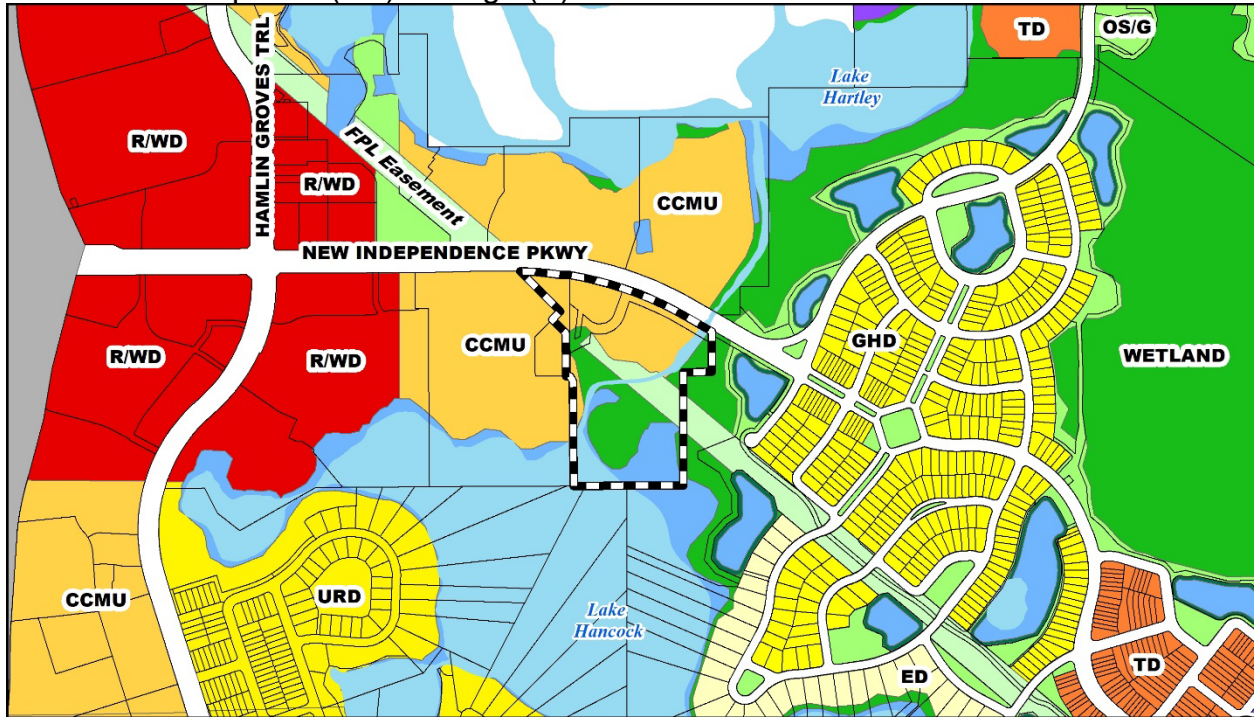 TD
OS/G
HAMLIN GROVES TRL
Lake
Hartley
R/WD
FPL Easement
R/WD
CCMU
NEW INDEPENDENCE PKWY
R/WD
R/WD
CCMU
GHD
WETLAND
CCMU
URD
Lake
Hancock
ED
TD